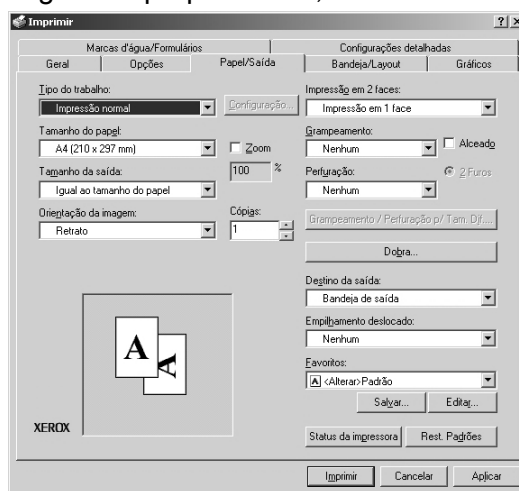 Imprimir
Marcas d'água/Formulários
Configurações detalhadas
Geral
Opções
Papel/Saída
Bandeja/Layout
Gráficos
Tipo do trabalho:
Impressão normal
Configuração...
Tamanho do papel:
A4 (210 x 297 mm)
Zoom
Tamanho da saída:
100 %
Igual ao tamanho do papel
Orientação da imagem:
Cópias:
Retrato
1
A
A
XEROX
Impressão em 2 faces:
Impressão em 1 face
Grampeamento:
Nenhum
Alceado
Perfuração:
2 Furos
Nenhum
Grampeamento / Perfuração p/ Tam. Dif....
Dobra...
Destino da saída:
Bandeja de saída
Empilhamento deslocado:
Nenhum
Favoritos:
A <Alterar>Padrão
Salvar...
Editar...
Status da impressora
Rest. Padrões
Imprimir
Cancelar
Aplicar